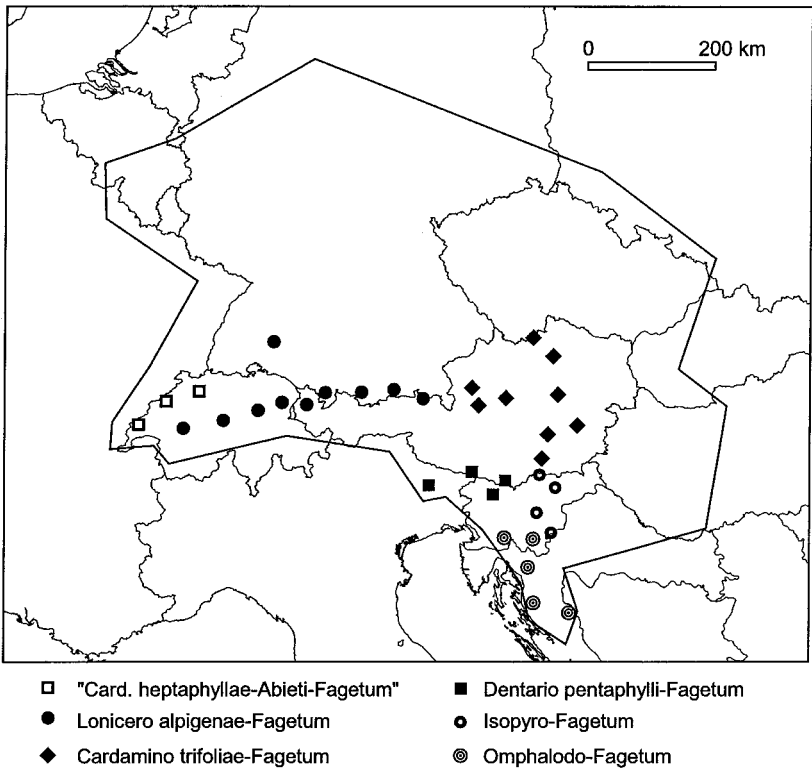 0 200 km
"Card. heptaphyllae-Abieti-Fagetum" Dentario pentaphylli-Fagetum
Lonicero alpigenae-Fagetum Isopyro-Fagetum
Cardamino trifoliae-Fagetum Omphalodo-Fagetum